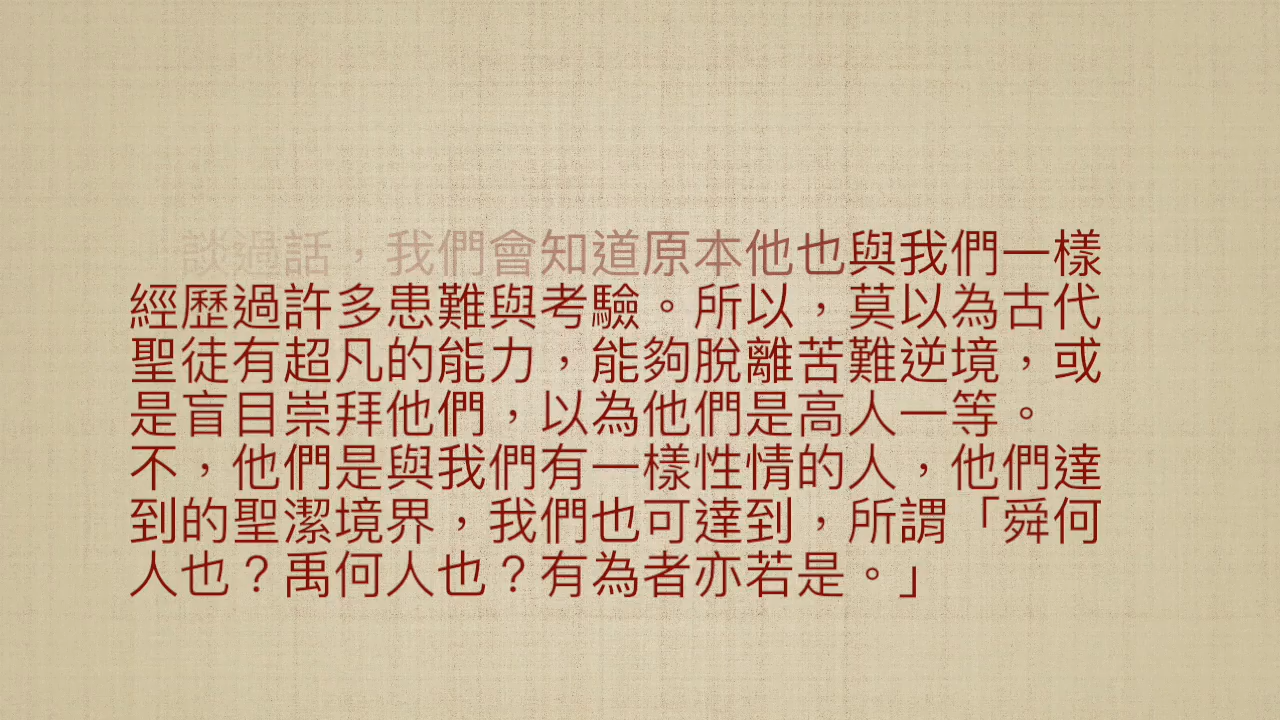 談過話，我們會知道原本他也與我們一樣
經歷過許多患難與考驗。所以，莫以為古代
聖徒有超凡的能力，能夠脫離苦難逆境，或
是盲目崇拜他們，以為他們是高人一等。
不，他們是與我們有一樣性情的人，他們達
到的聖潔境界，我們也可達到，所謂「舜何
人也？禹何人也？有為者亦若是。」